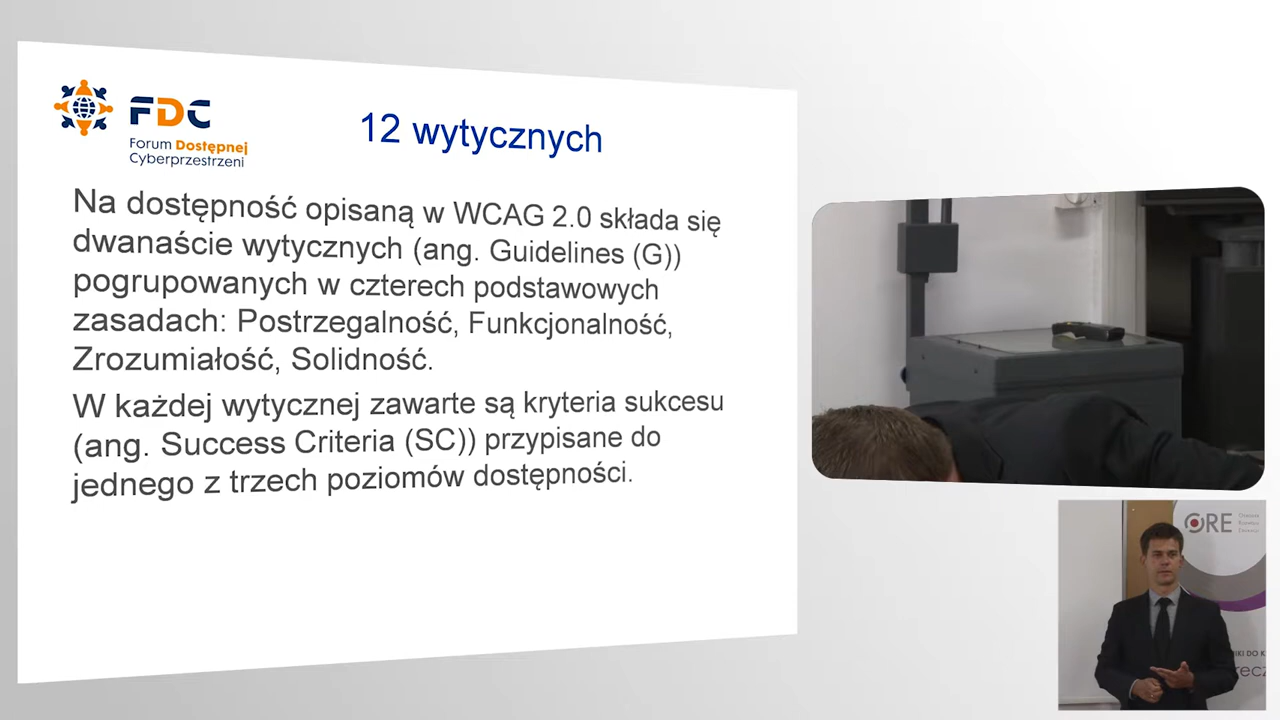 FDC
Forum Dostępnej
Cyberprzestrzeni
12 wytycznych
Na dostępność opisaną w WCAG 2.0 składa się
dwanaście wytycznych (ang. Guidelines (G))
pogrupowanych w czterech podstawowych
zasadach: Postrzegalność, Funkcjonalność,
Zrozumiałość, Solidność.
W każdej wytycznej zawarte są kryteria sukcesu
(ang. Success Criteria (SC)) przypisane do
jednego z trzech poziomów dostępności.
ORE